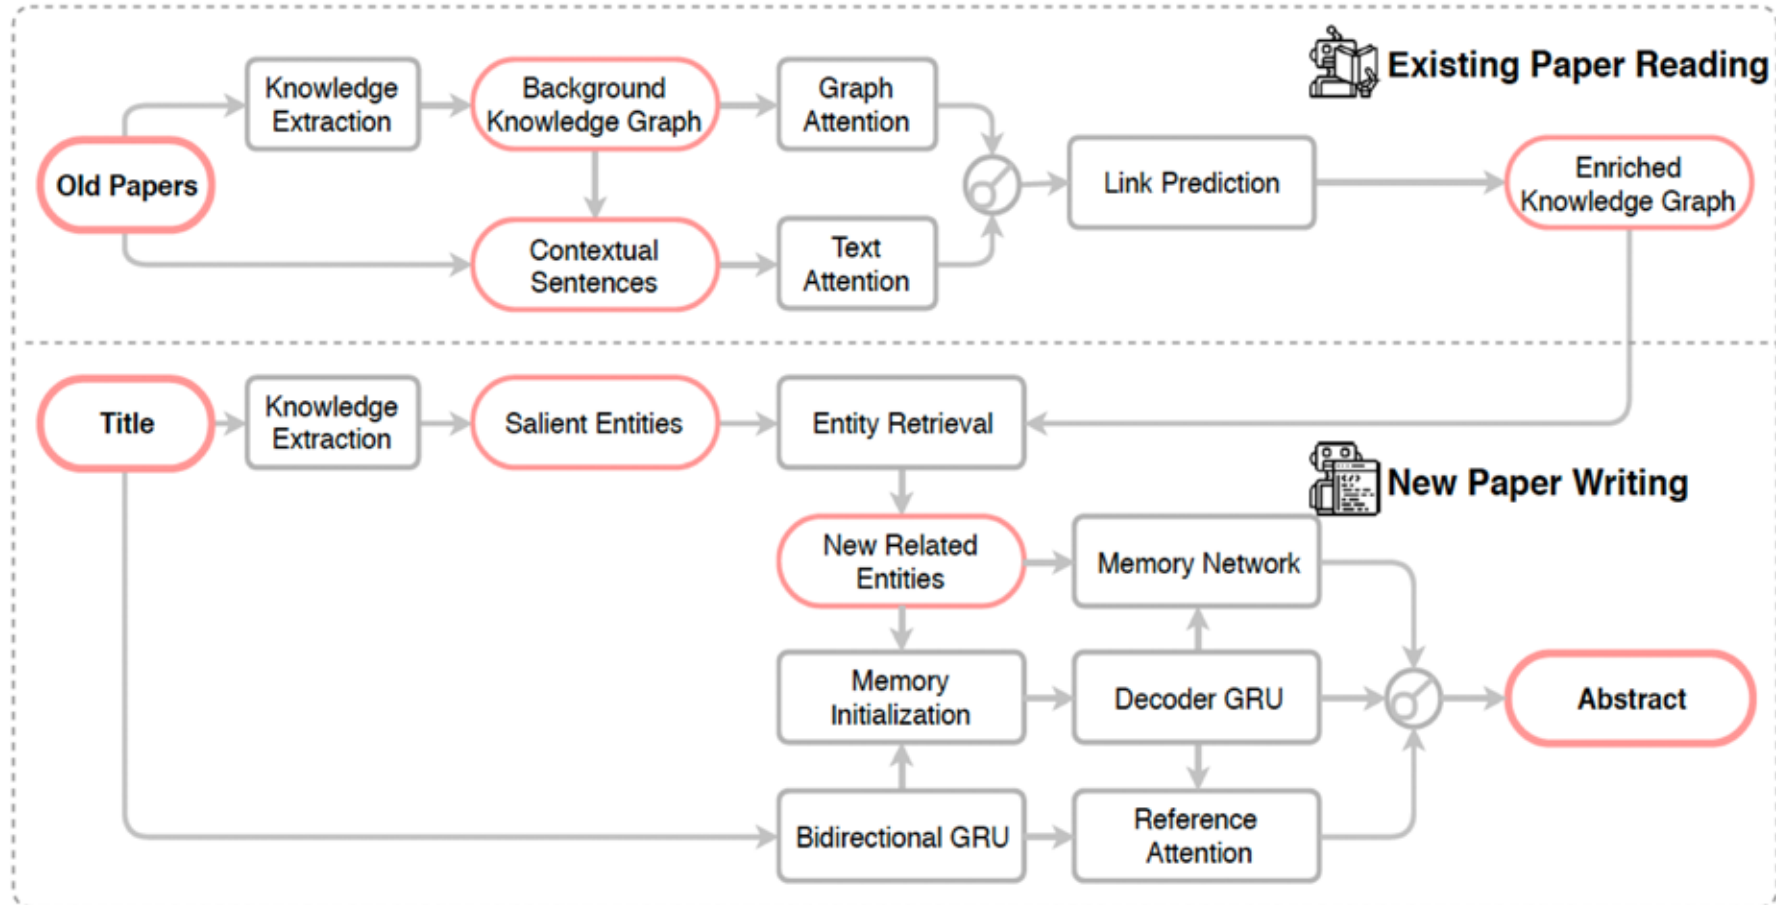 Existing Paper Reading
Knowledge
Extraction
Background
Knowledge Graph
Graph
Attention
Old Papers
Link Prediction
Enriched
Knowledge Graph
Contextual
Sentences
Text
Attention
Title
Knowledge
Extraction
Salient Entities
Entity Retrieval
New Paper Writing
New Related
Entities
Memory Network
Memory
Initialization
Decoder GRU
Abstract
Bidirectional GRU
Reference
Attention